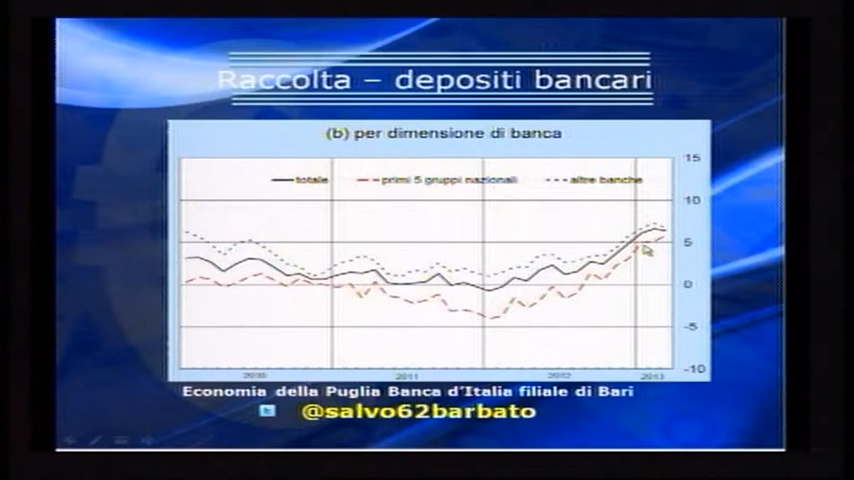 Raccolta – depositi bancari
(b) per dimensione di banca
15
totale primi 5 gruppi nazionali altre banche
10
5
0
-5
-10
2010 2011 2012 2013
Economia della Puglia Banca d'Italia filiale di Bari
@salvo62barbato